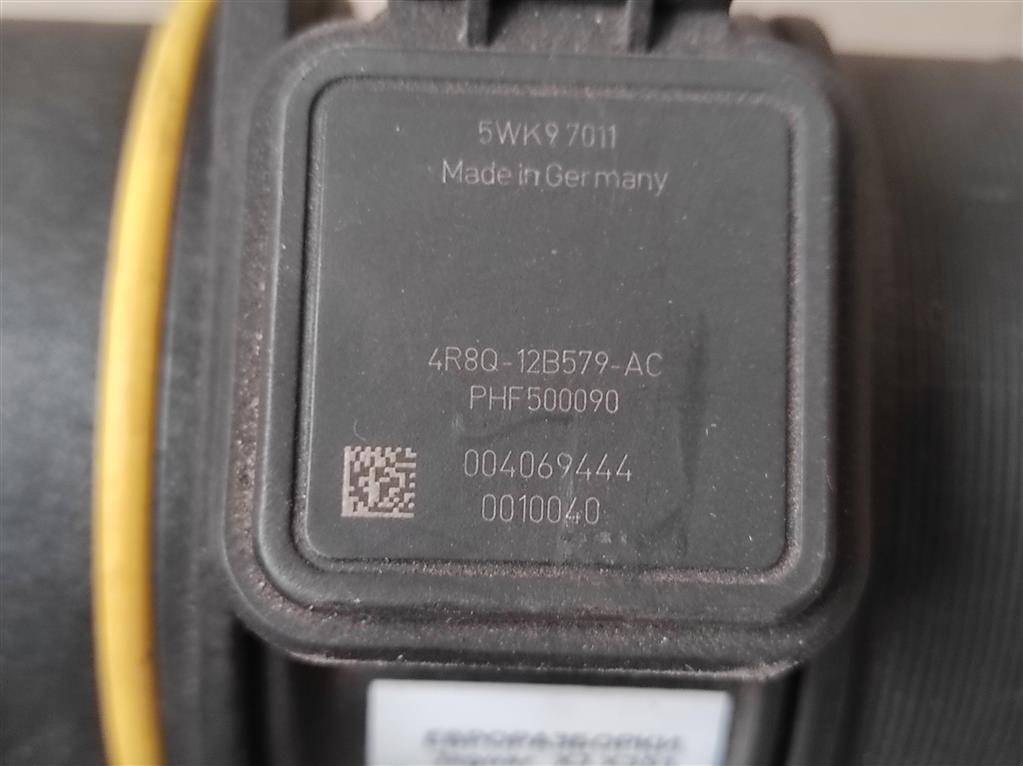 5WK9 7011
Made in Germany
4R8Q-12B579-AC
PHF500090
004069444
0010040